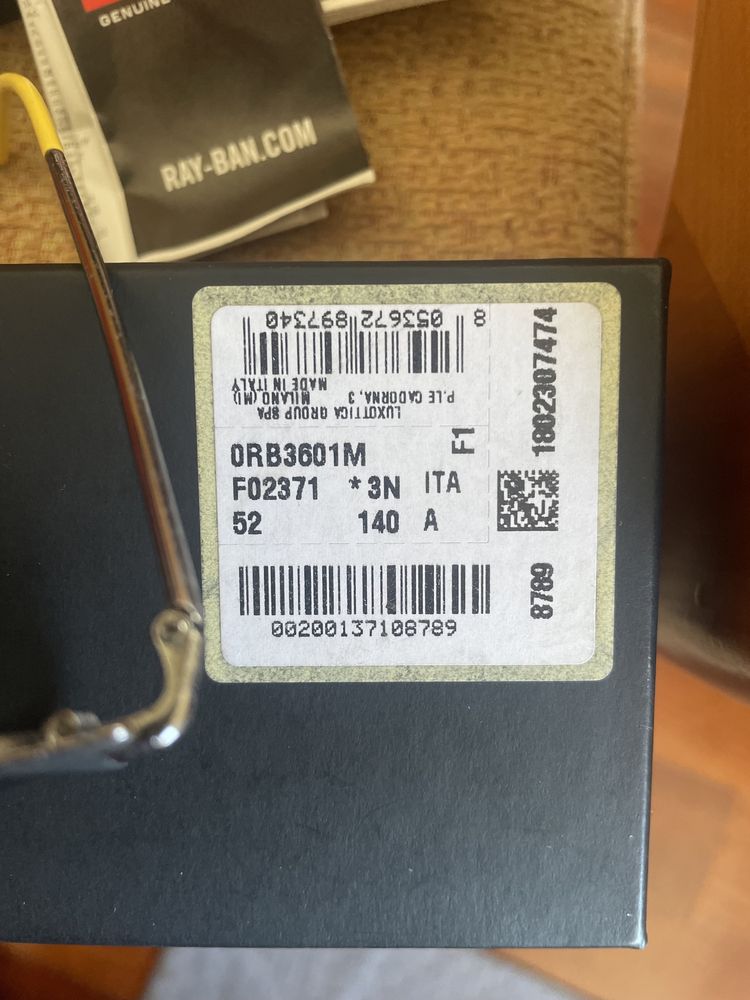 GENUINE
RAY-BAN.COM
8 053672 897340
LUXOTTICA GROUP SPA
P.LE CADORNA, 3 MILANO (MI)
MADE IN ITALY
0RB3601M
F1
F02371 * 3N ITA
52 140 A
1802307474
8789
00200137108789